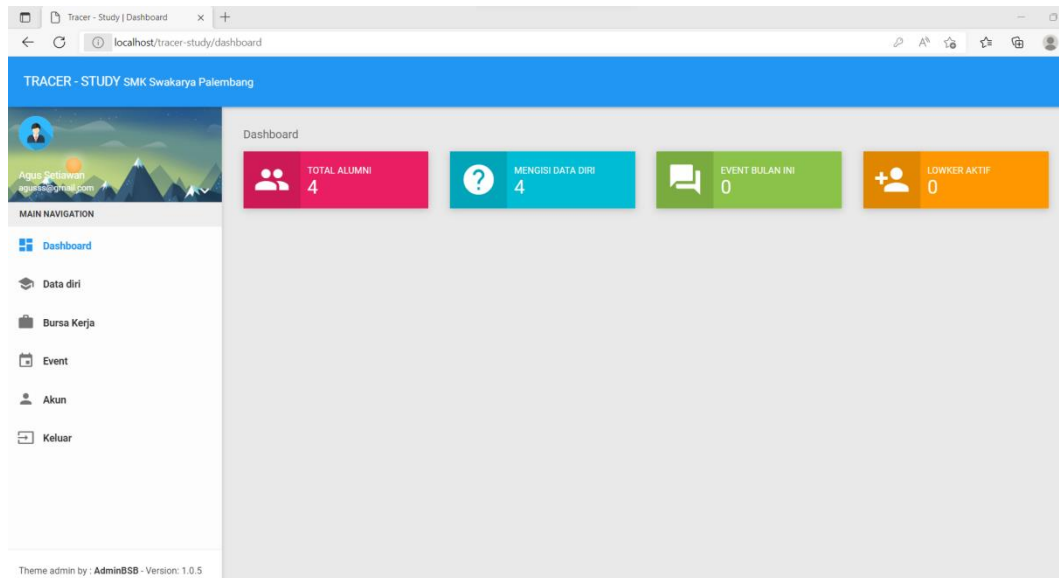 Tracer - Study | Dashboard
localhost/tracer-study/dashboard
TRACER - STUDY SMK Swakarya Palembang
Agus Setiawan
agusss@gmail.com
MAIN NAVIGATION
Dashboard
Data diri
Bursa Kerja
Event
Akun
Keluar
Theme admin by : AdminBSB - Version: 1.0.5
Dashboard
TOTAL ALUMNI
4
MENGISI DATA DIRI
4
EVENT BULAN INI
0
LOWKER AKTIF
0